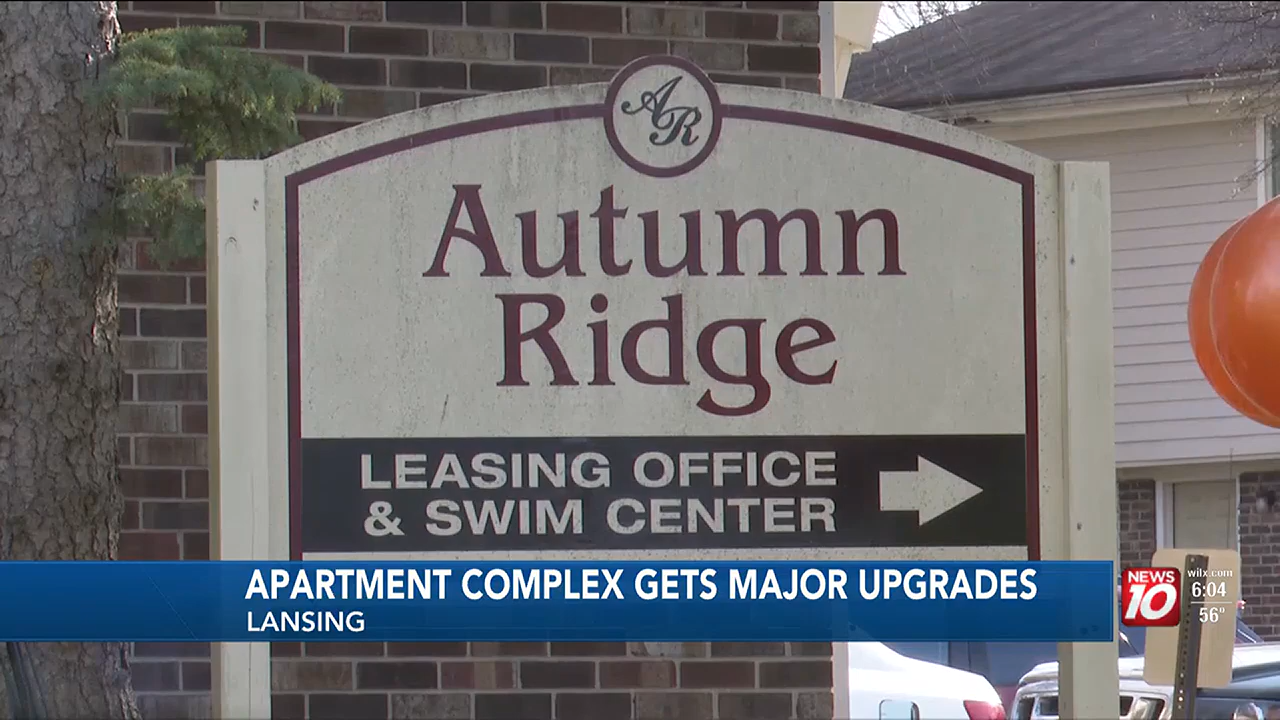 AR
Autumn
Ridge
LEASING OFFICE
& SWIM CENTER
APARTMENT COMPLEX GETS MAJOR UPGRADES
LANSING
NEWS
10
wilx.com
6:04
56°